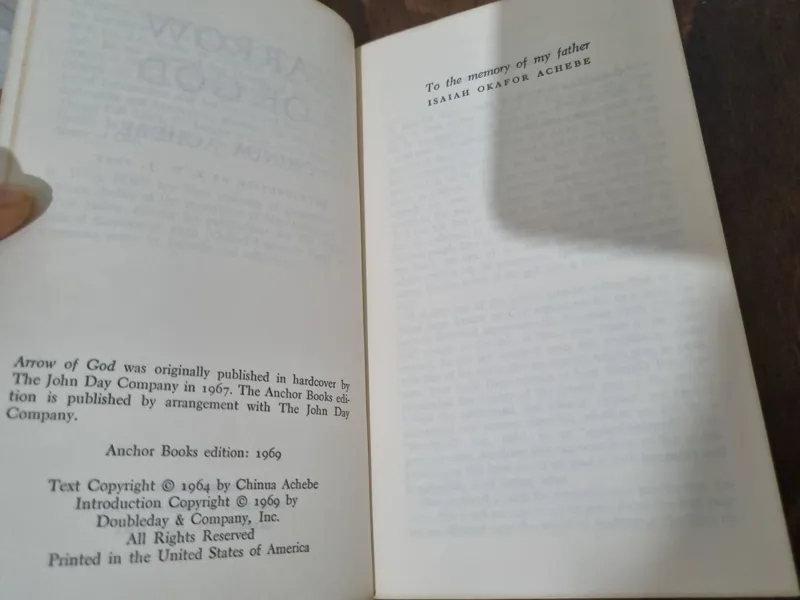 Arrow of God was originally published in hardcover by
The John Day Company in 1967. The Anchor Books edi-
tion is published by arrangement with The John Day
Company.
Anchor Books edition: 1969
Text Copyright © 1964 by Chinua Achebe
Introduction Copyright © 1969 by
Doubleday & Company, Inc.
All Rights Reserved
Printed in the United States of America
To the memory of my father
ISAIAH OKAFOR ACHEBE